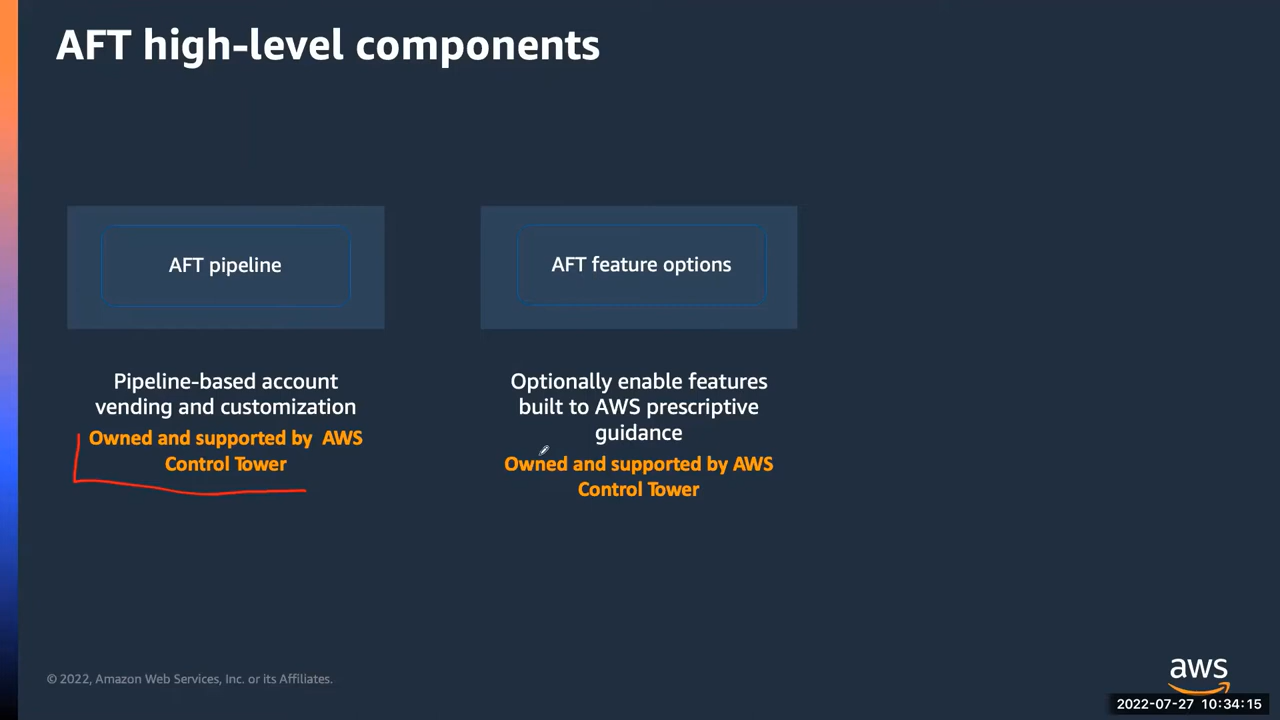 AFT high-level components
AFT pipeline
Pipeline-based account
vending and customization
Owned and supported by AWS
Control Tower
AFT feature options
Optionally enable features
built to AWS prescriptive
guidance
Owned and supported by AWS
Control Tower
© 2022, Amazon Web Services, Inc. or its Affiliates.
aws
2022-07-27 10:34:15